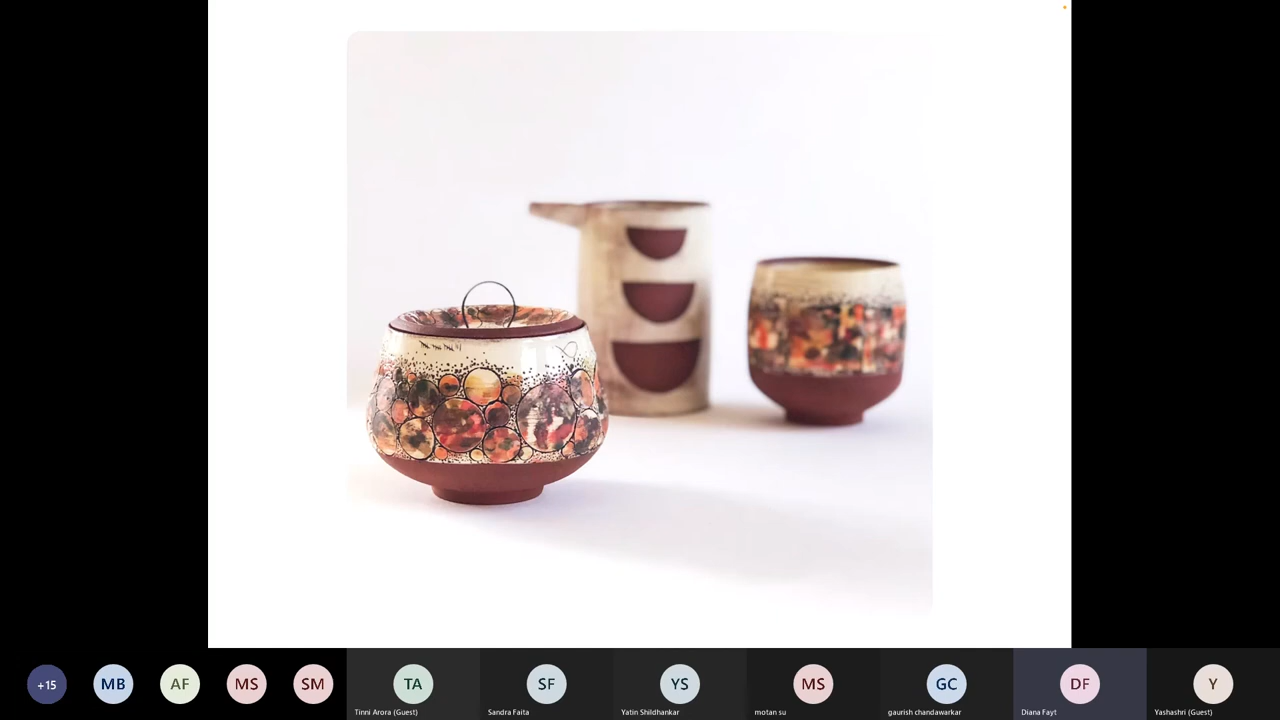 +15
MB
AF
MS
SM
TA
SF
YS
MS
GC
DF
Y
Tinni Arora (Guest)
Sandra Faita
Yatin Shildhankar
motan su
gaurish chandawarkar
Diana Fayt
Yashashri (Guest)